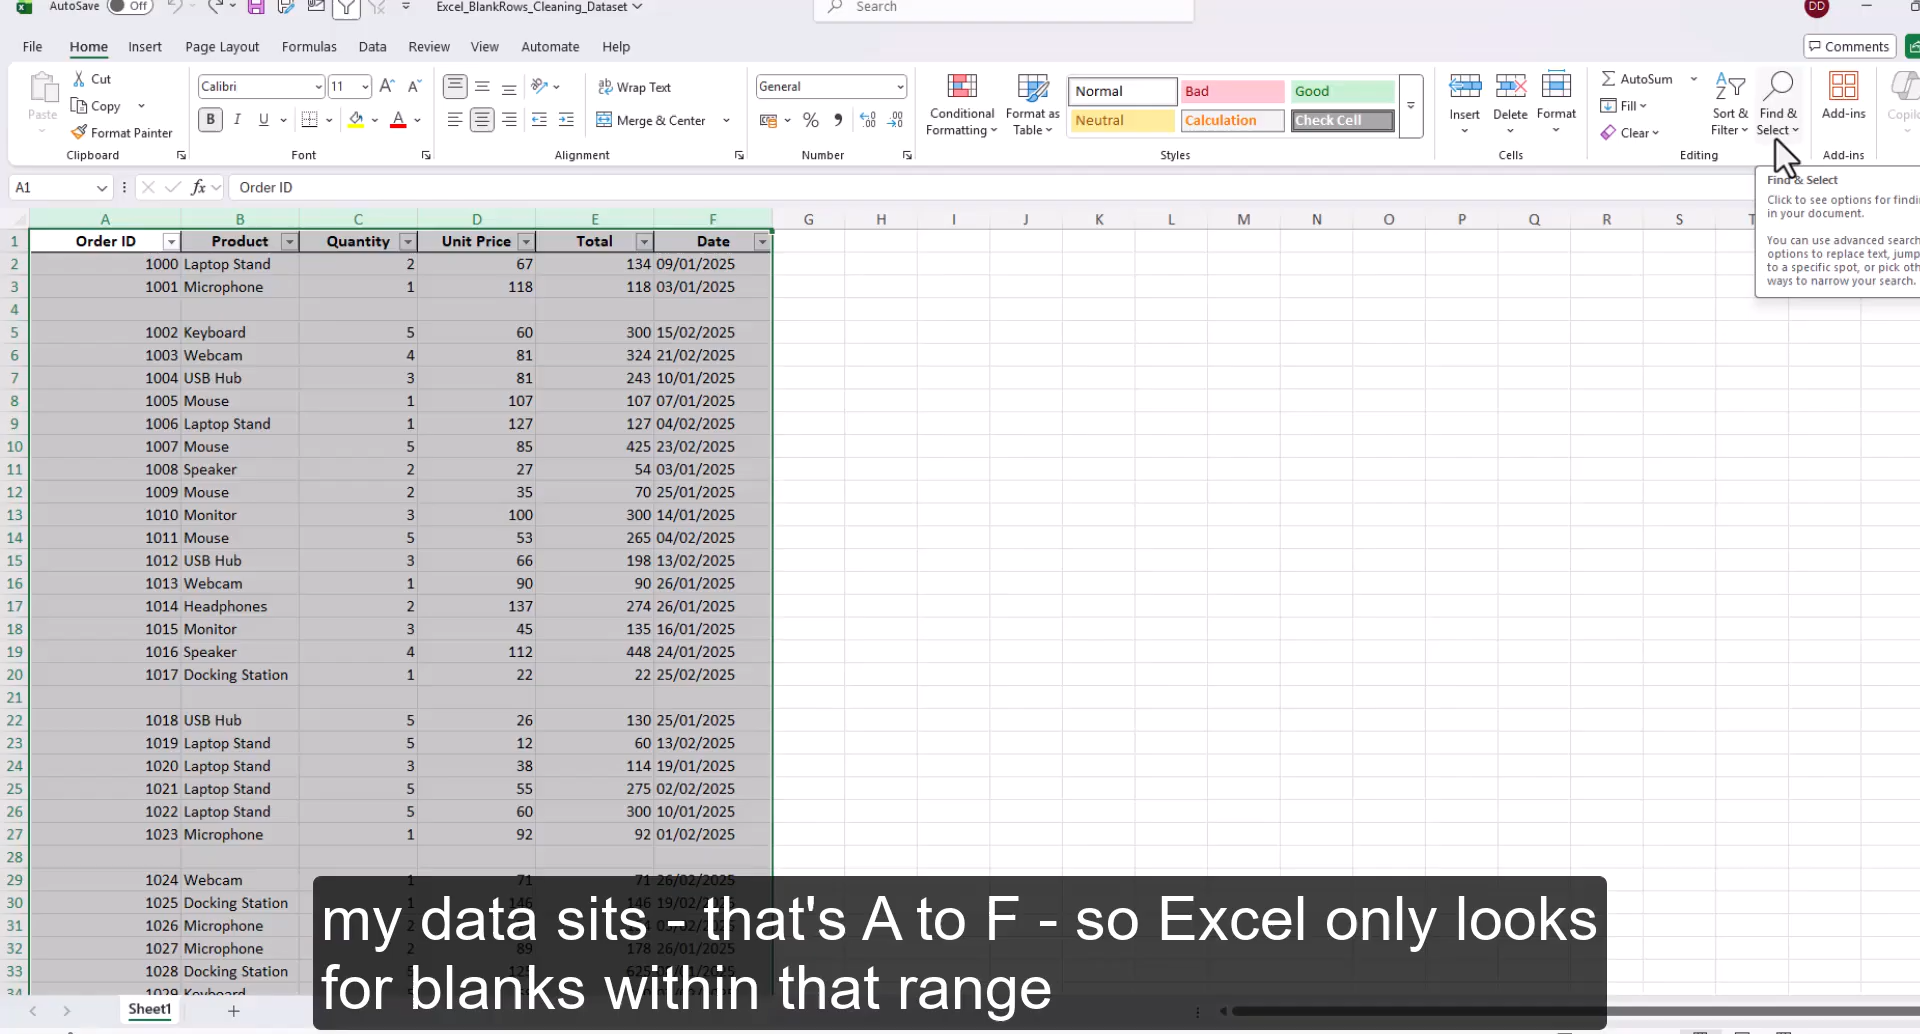 AutoSave Off Excel_BlankRows_Cleaning_Dataset Search DD
File Home Insert Page Layout Formulas Data Review View Automate Help Comments
Paste Cut Copy Format Painter Clipboard
Calibri 11 B I U A Font
Wrap Text Merge & Center Alignment
General % Number
Conditional Formatting Format as Table Normal Bad Good Neutral Calculation Check Cell Styles
Insert Delete Format Cells
AutoSum Fill Clear Sort & Filter Find & Select Editing
Add-ins Add-ins
A1 fx Order ID
Find & Select
Click to see options for
in your document.
You can use advanced search
options to replace text, jump
to a specific spot, or pick
ways to narrow your search.
A B C D E F G H I J K L M N O P Q R S T
1 Order ID Product Quantity Unit Price Total Date
2 1000 Laptop Stand 2 67 134 09/01/2025
3 1001 Microphone 1 118 118 03/01/2025
4
5 1002 Keyboard 5 60 300 15/02/2025
6 1003 Webcam 4 81 324 21/02/2025
7 1004 USB Hub 3 81 243 10/01/2025
8 1005 Mouse 1 107 107 07/01/2025
9 1006 Laptop Stand 1 127 127 04/02/2025
10 1007 Mouse 5 85 425 23/02/2025
11 1008 Speaker 2 27 54 03/01/2025
12 1009 Mouse 2 35 70 25/01/2025
13 1010 Monitor 3 100 300 14/01/2025
14 1011 Mouse 5 53 265 04/02/2025
15 1012 USB Hub 3 66 198 13/02/2025
16 1013 Webcam 1 90 90 26/01/2025
17 1014 Headphones 2 137 274 26/01/2025
18 1015 Monitor 3 45 135 16/01/2025
19 1016 Speaker 4 112 448 24/01/2025
20 1017 Docking Station 1 22 22 25/02/2025
21
22 1018 USB Hub 5 26 130 25/01/2025
23 1019 Laptop Stand 5 12 60 13/02/2025
24 1020 Laptop Stand 3 38 114 19/01/2025
25 1021 Laptop Stand 5 55 275 02/02/2025
26 1022 Laptop Stand 5 60 300 10/01/2025
27 1023 Microphone 1 92 92 01/02/2025
28
29 1024 Webcam 1 71 71 26/02/2025
30 1025 Docking Station 1 146 146 19/02/2025
31 1026 Microphone
32 1027 Microphone 2 89 178 26/01/2025
33 1028 Docking Station
34 1029 Keyboard
my data sits - that's A to F - so Excel only looks
for blanks within that range
Sheet1